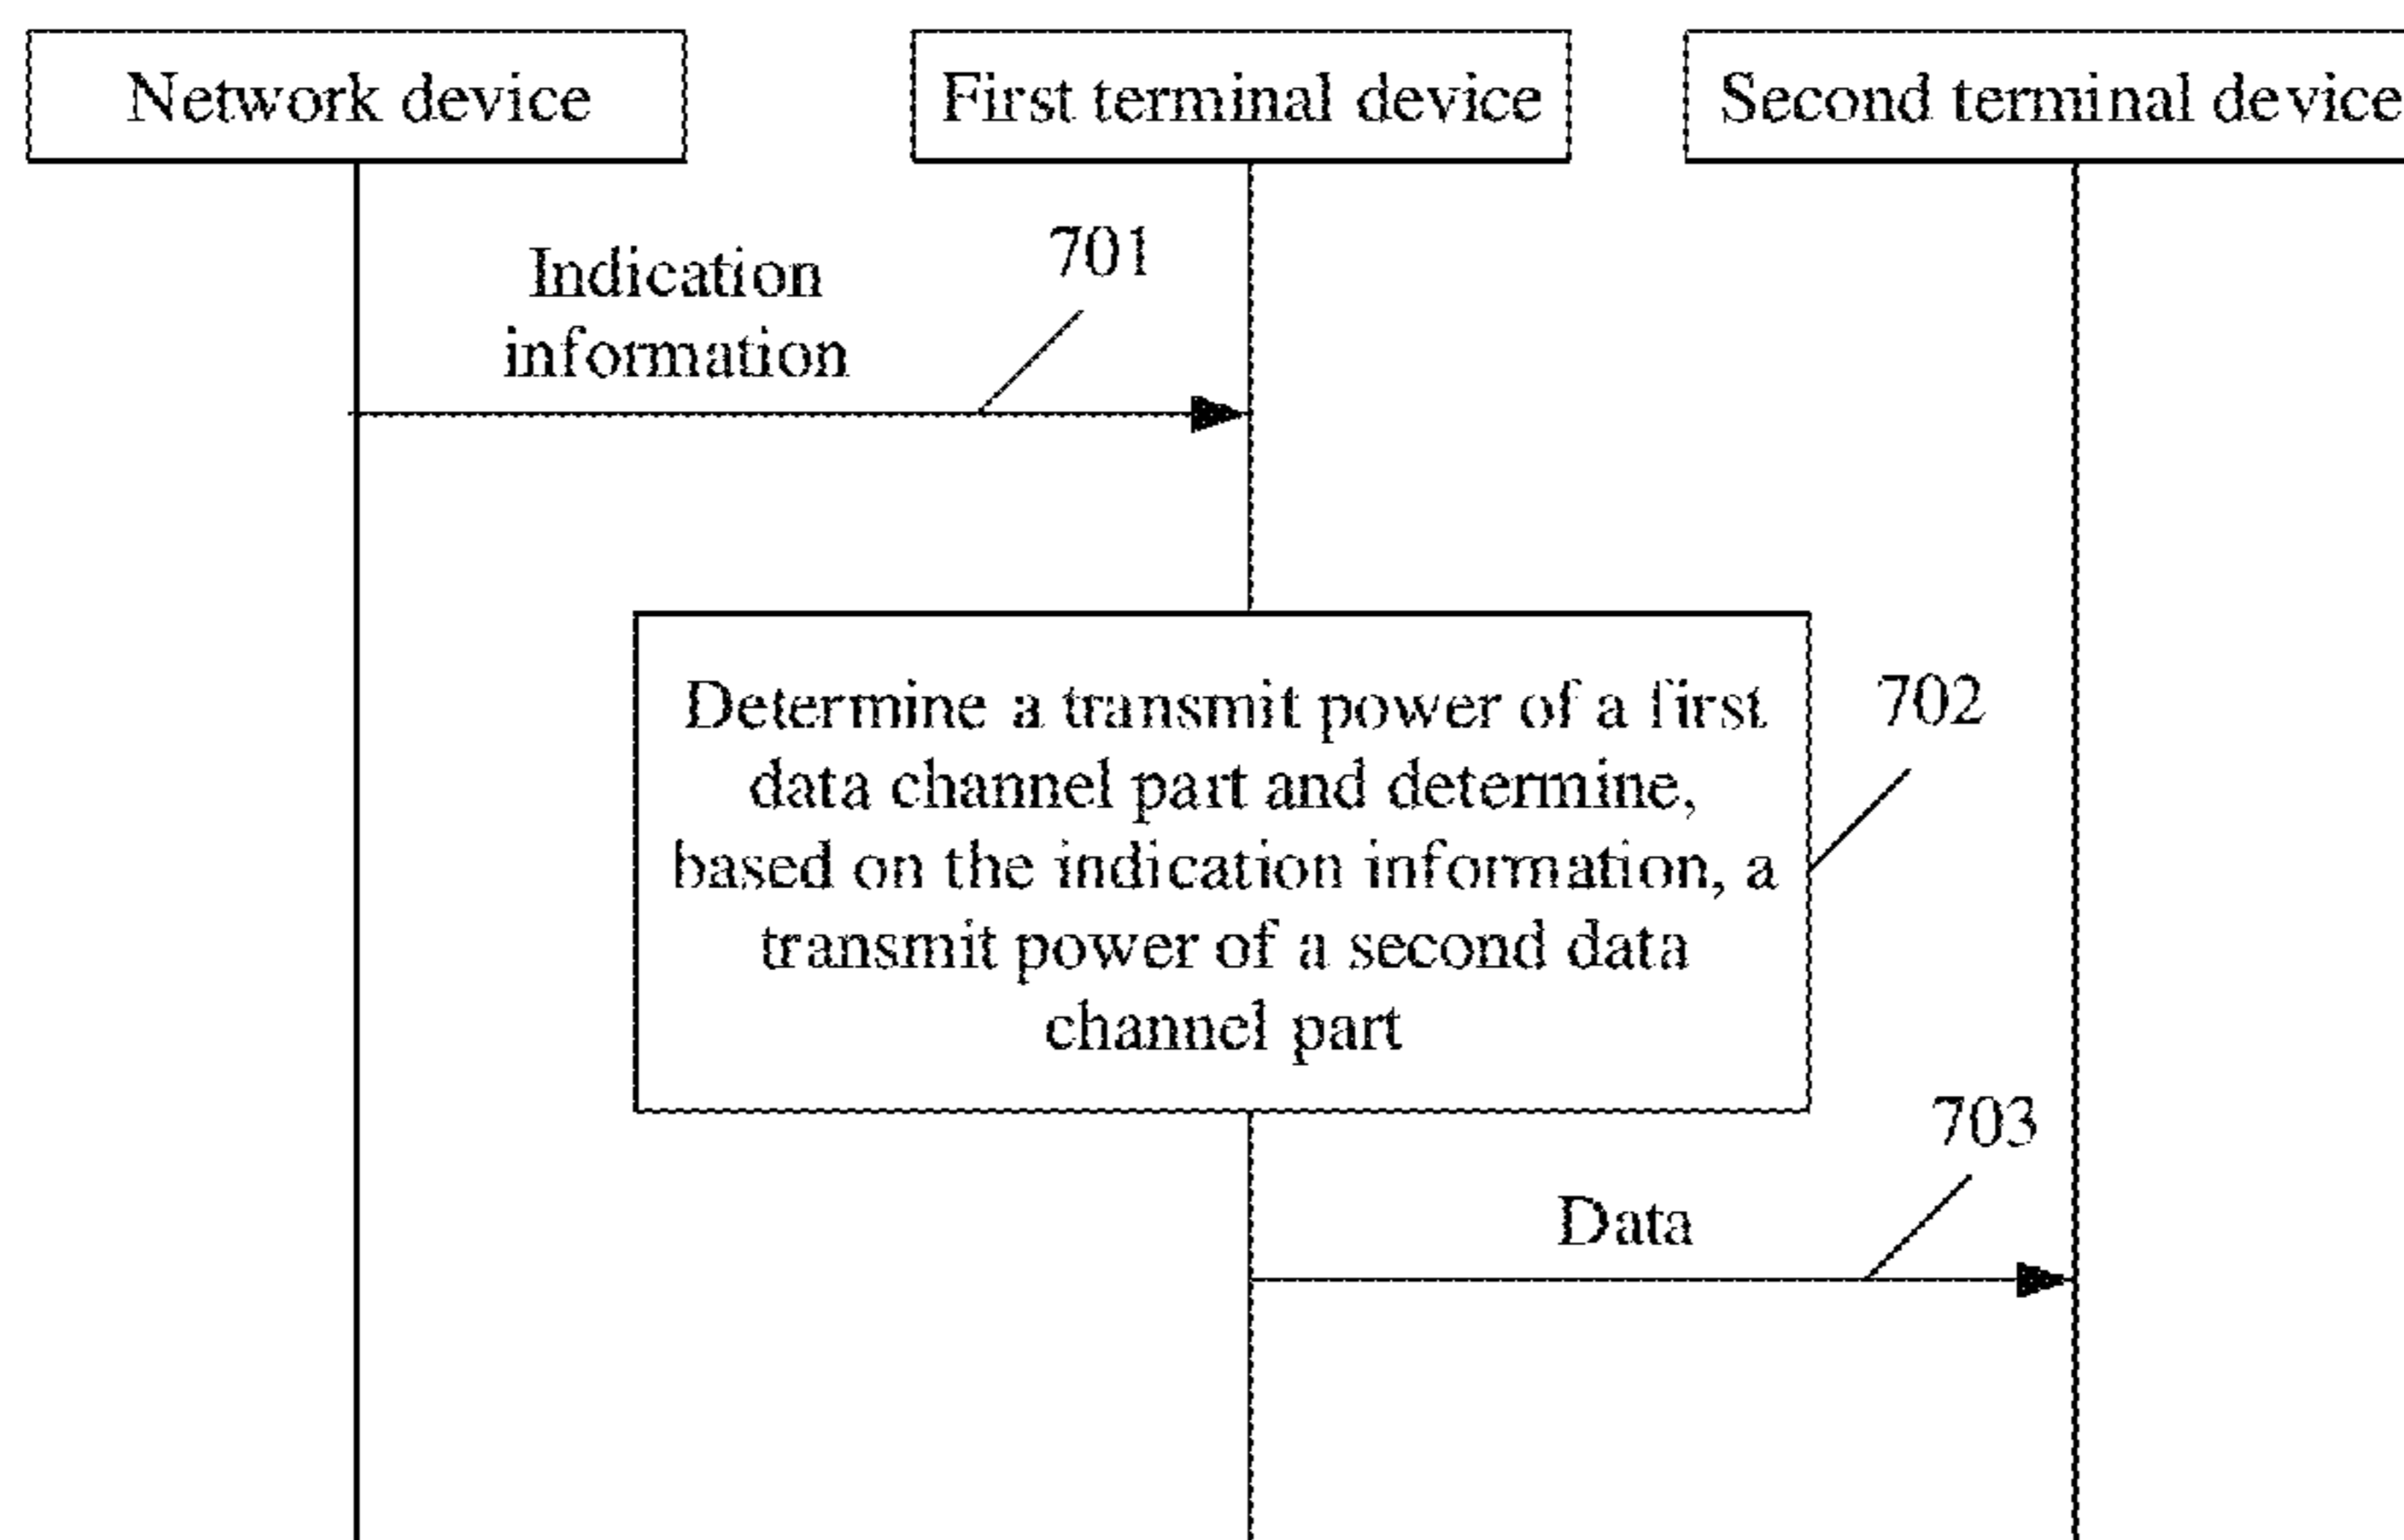 Network device
First terminal device
Second terminal device
Indication
information
701
Determine a transmit power of a first
data channel part and determine,
based on the indication information, a
transmit power of a second data
channel part
702
703
Data